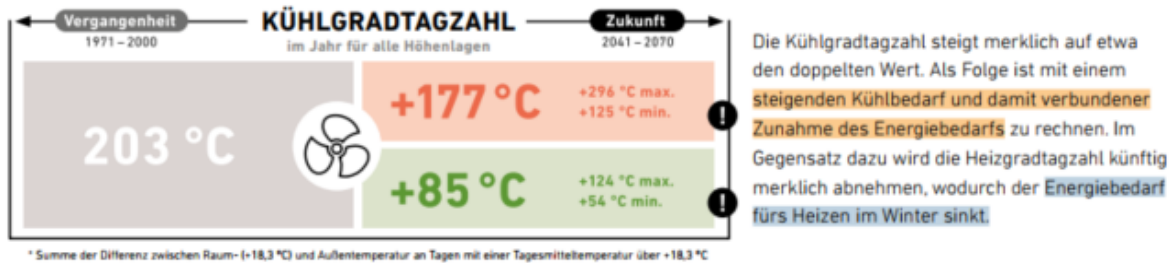 Vergangenheit
1971 – 2000
KÜHLGRADTAGZAHL
im Jahr für alle Höhenlagen
Zukunft
2041 – 2070
203 °C
+177 °C
+296 °C max.
+125 °C min.
!
+85 °C
+124 °C max.
+54 °C min.
!
* Summe der Differenz zwischen Raum- (+18,3 °C) und Außentemperatur an Tagen mit einer Tagesmitteltemperatur über +18,3 °C
Die Kühlgradtagzahl steigt merklich auf etwa
den doppelten Wert. Als Folge ist mit einem
steigenden Kühlbedarf und damit verbundener
Zunahme des Energiebedarfs zu rechnen. Im
Gegensatz dazu wird die Heizgradtagzahl künftig
merklich abnehmen, wodurch der Energiebedarf
fürs Heizen im Winter sinkt.